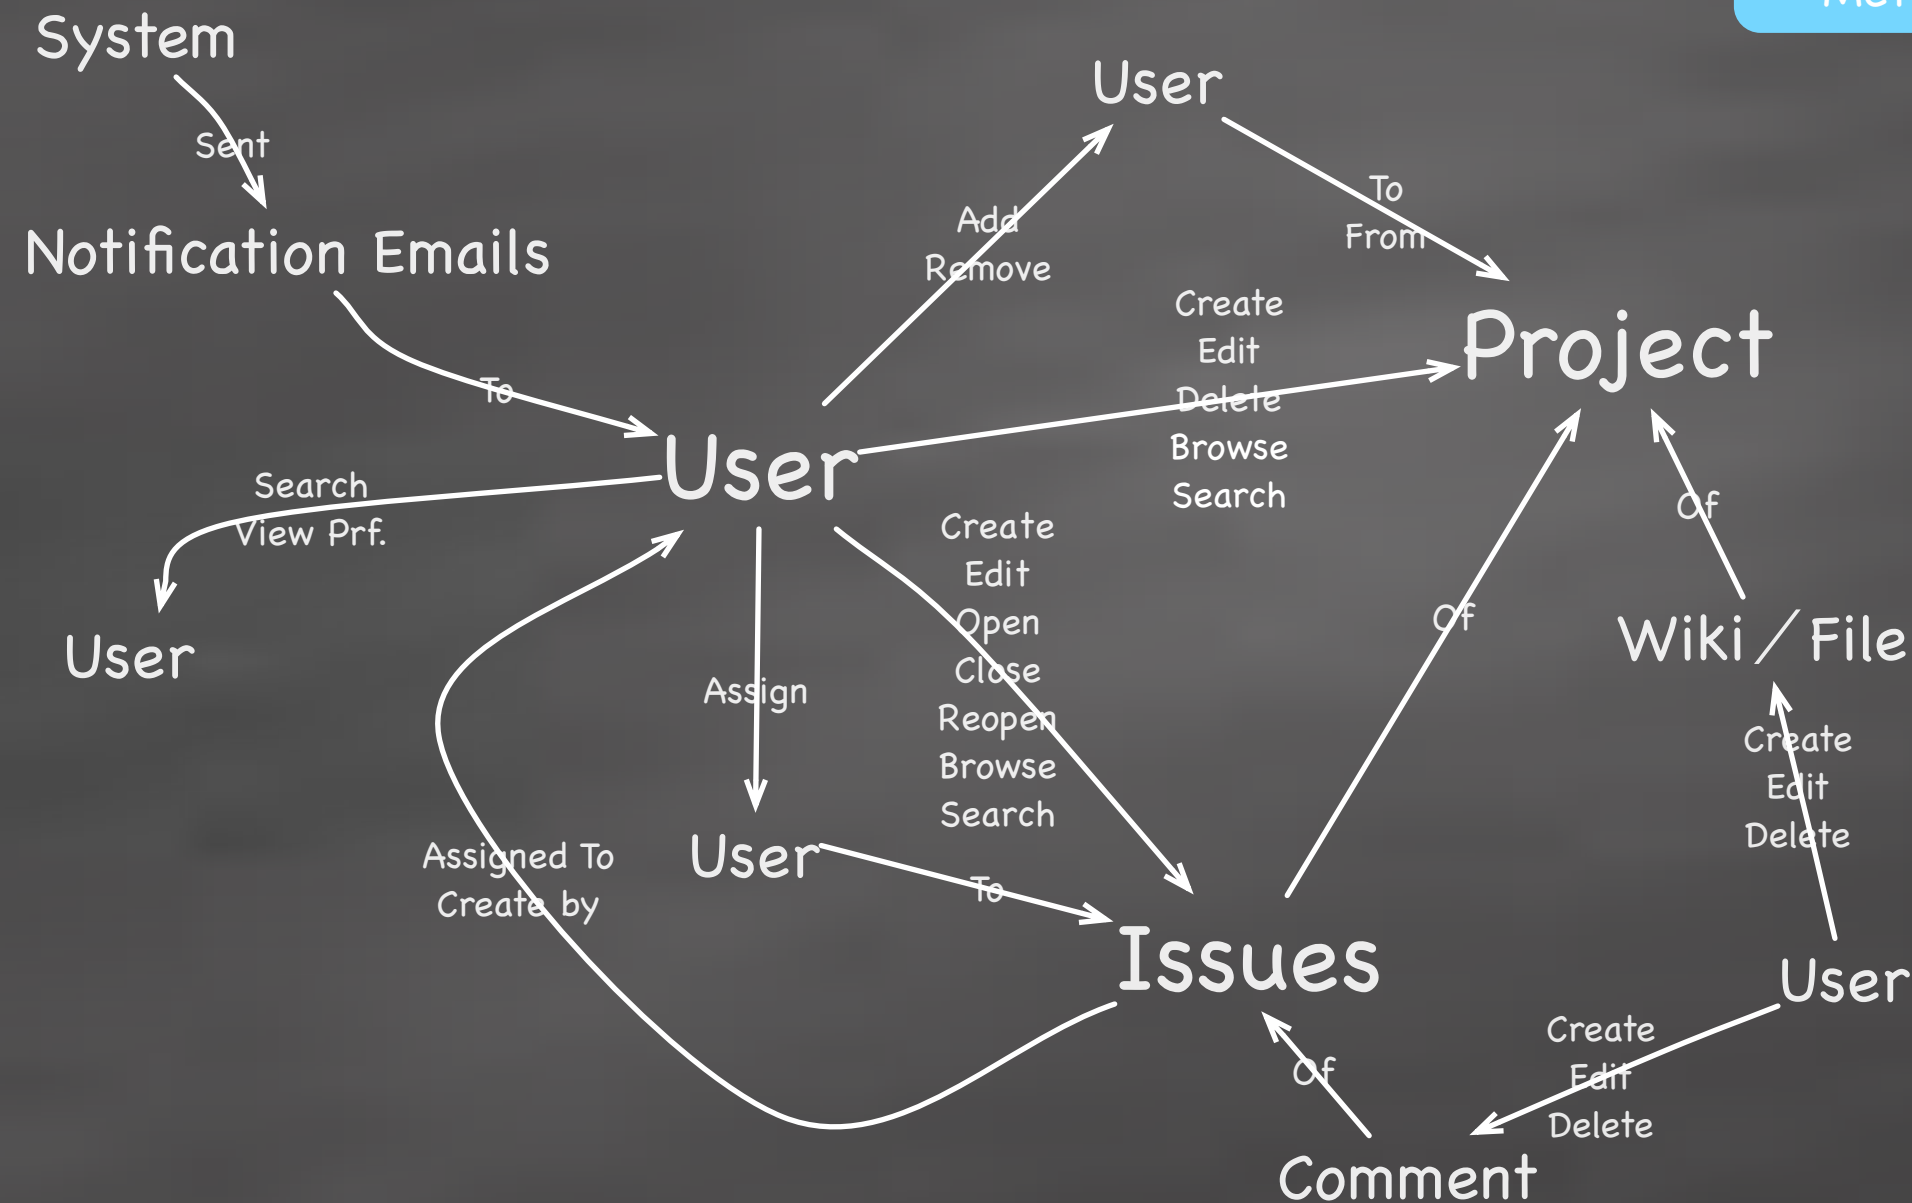 System
Sent
Notification Emails
To
User
Add
Remove
To
From
Project
Create
Edit
Delete
Browse
Search
User
Search
View Prf.
User
Create
Edit
Open
Close
Reopen
Browse
Search
Assign
User
To
Assigned To
Create by
Issues
Of
Of
Wiki / File
Create
Edit
Delete
User
Create
Edit
Delete
Of
Comment